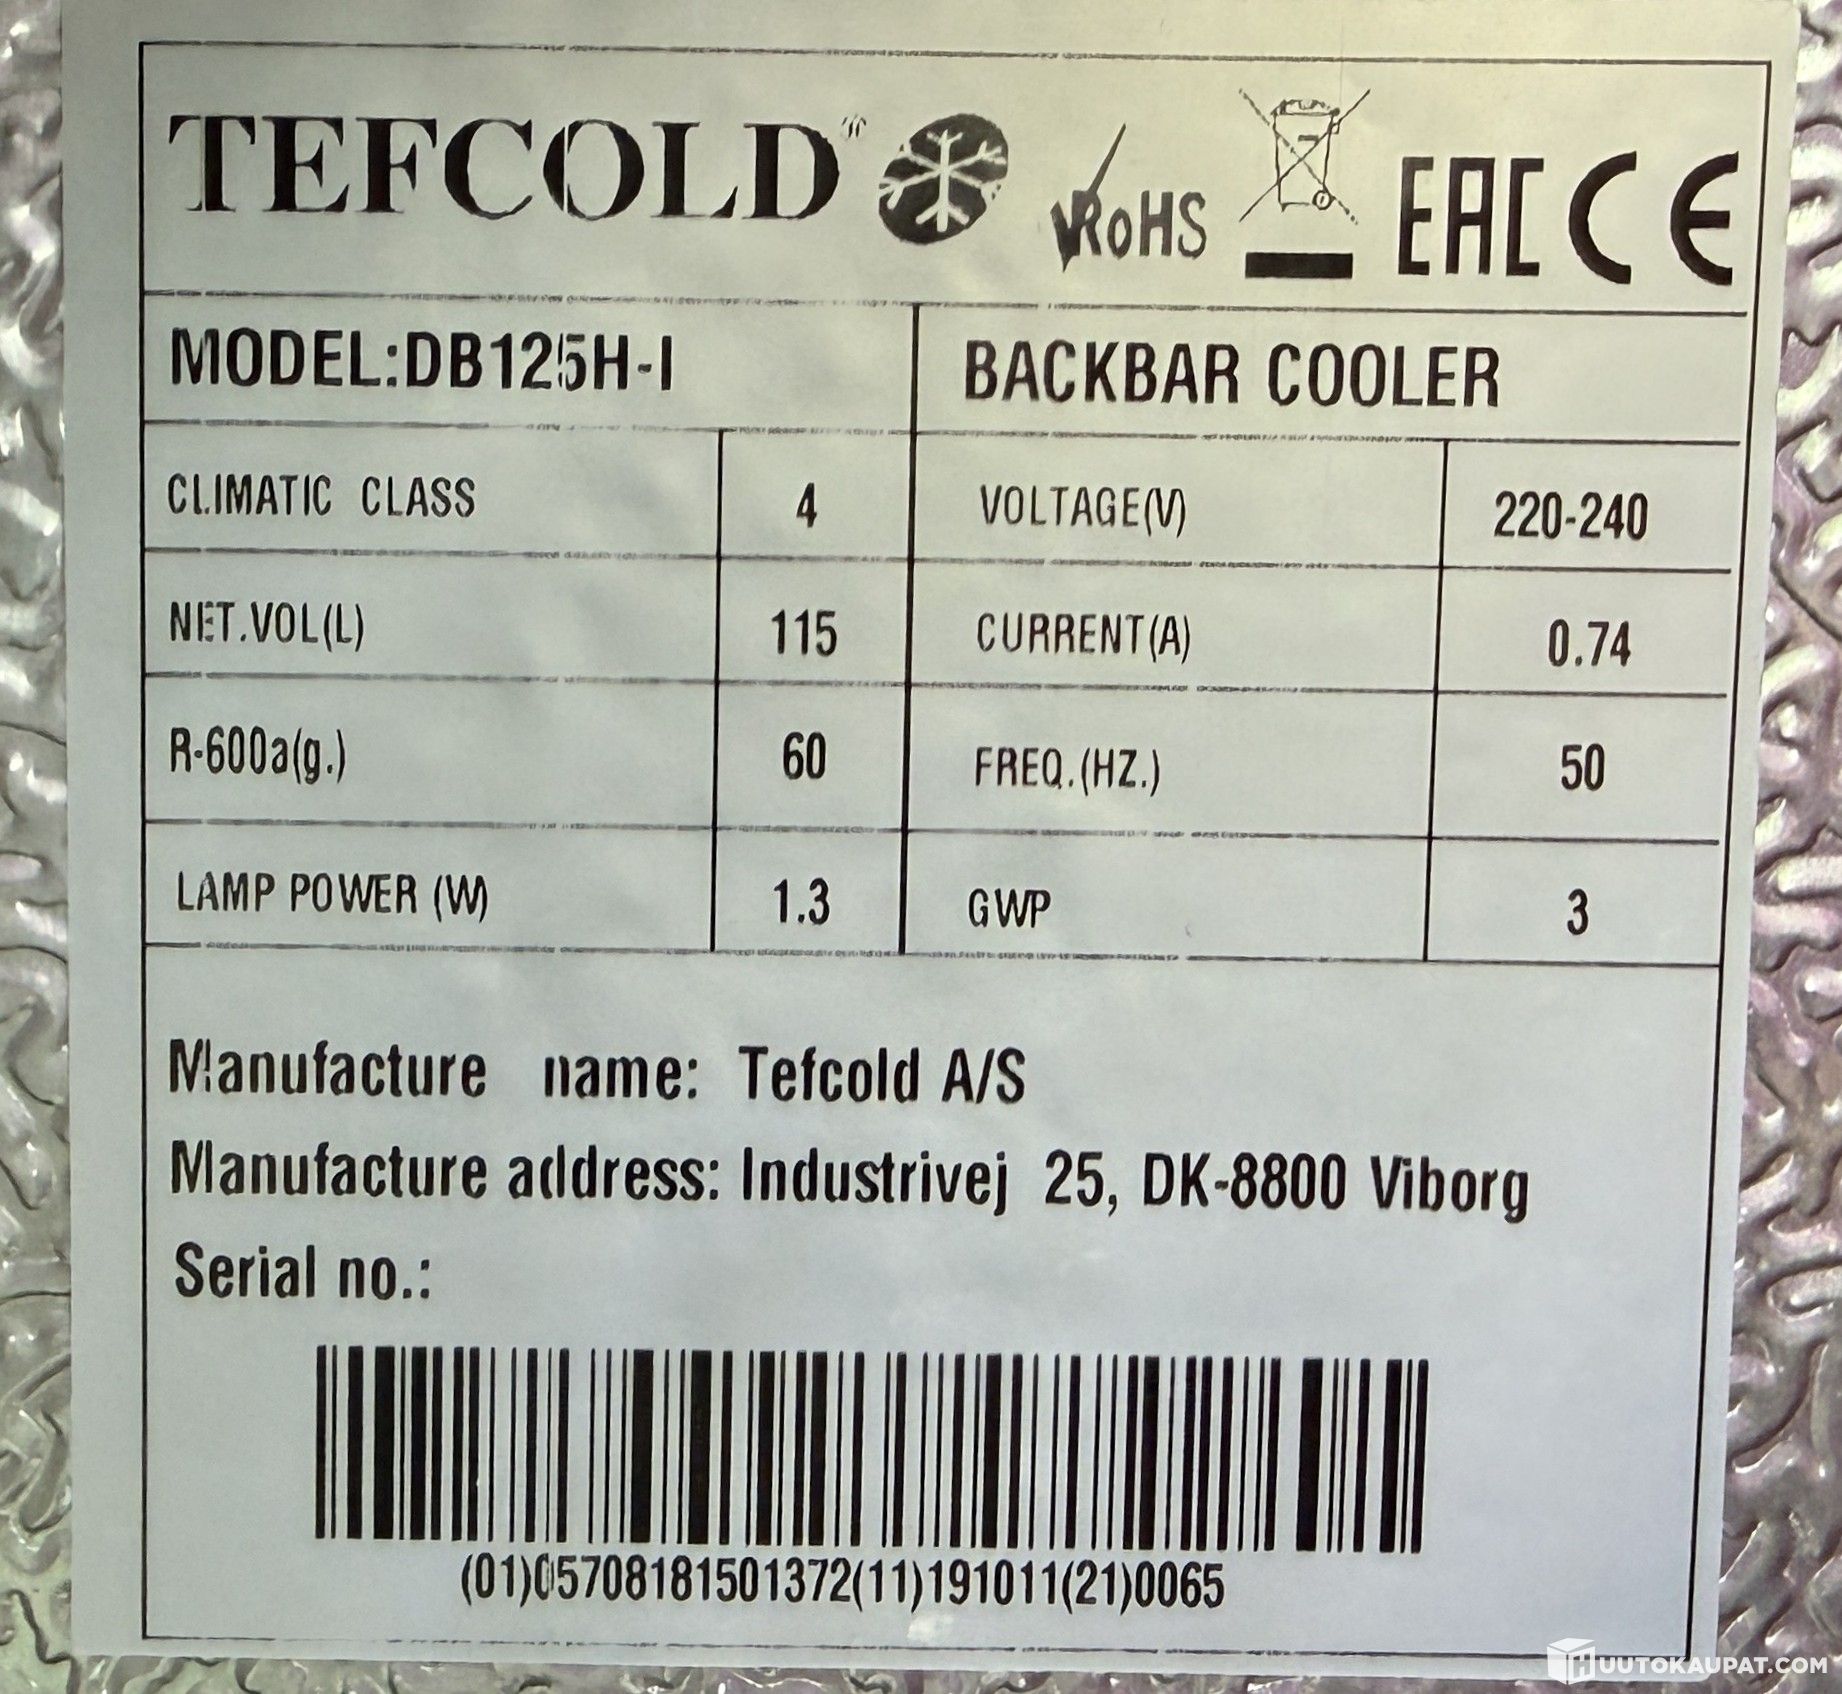 TEFCOLD
RoHS
EAC CE
MODEL:DB125H-I BACKBAR COOLER
CLIMATIC CLASS 4 VOLTAGE(V) 220-240
NET.VOL(L) 115 CURRENT(A) 0.74
R-600a(g.) 60 FREQ.(HZ.) 50
LAMP POWER (W) 1.3 GWP 3
Manufacture name: Tefcold A/S
Manufacture address: Industrivej 25, DK-8800 Viborg
Serial no.:
(01)05708181501372(11)191011(21)0065
HUUTOKAUPAT.COM